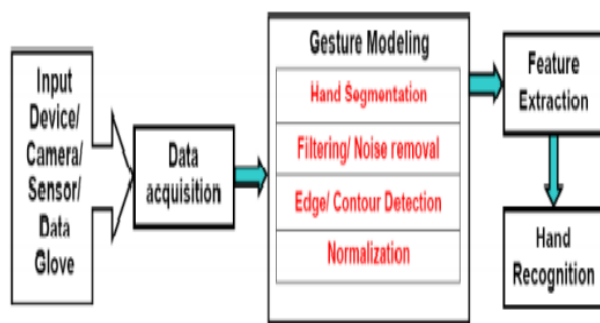 Input
Device/
Camera/
Sensor/
Data
Glove
Data
acquisition
Gesture Modeling
Hand Segmentation
Filtering/ Noise removal
Edge/ Contour Detection
Normalization
Feature
Extraction
Hand
Recognition